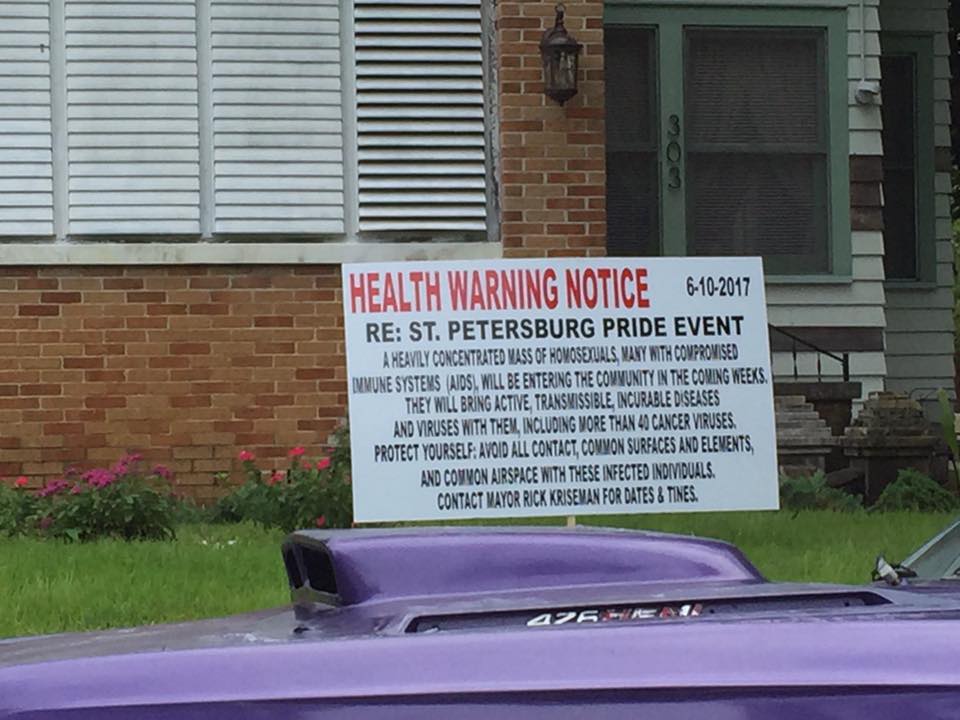 303
HEALTH WARNING NOTICE 6-10-2017
RE: ST. PETERSBURG PRIDE EVENT
A HEAVILY CONCENTRATED MASS OF HOMOSEXUALS, MANY WITH COMPROMISED
IMMUNE SYSTEMS (AIDS), WILL BE ENTERING THE COMMUNITY IN THE COMING WEEKS.
THEY WILL BRING ACTIVE, TRANSMISSIBLE, INCURABLE DISEASES
AND VIRUSES WITH THEM, INCLUDING MORE THAN 40 CANCER VIRUSES.
PROTECT YOURSELF: AVOID ALL CONTACT, COMMON SURFACES AND ELEMENTS,
AND COMMON AIRSPACE WITH THESE INFECTED INDIVIDUALS.
CONTACT MAYOR RICK KRISEMAN FOR DATES & TINES.
426 HEMI